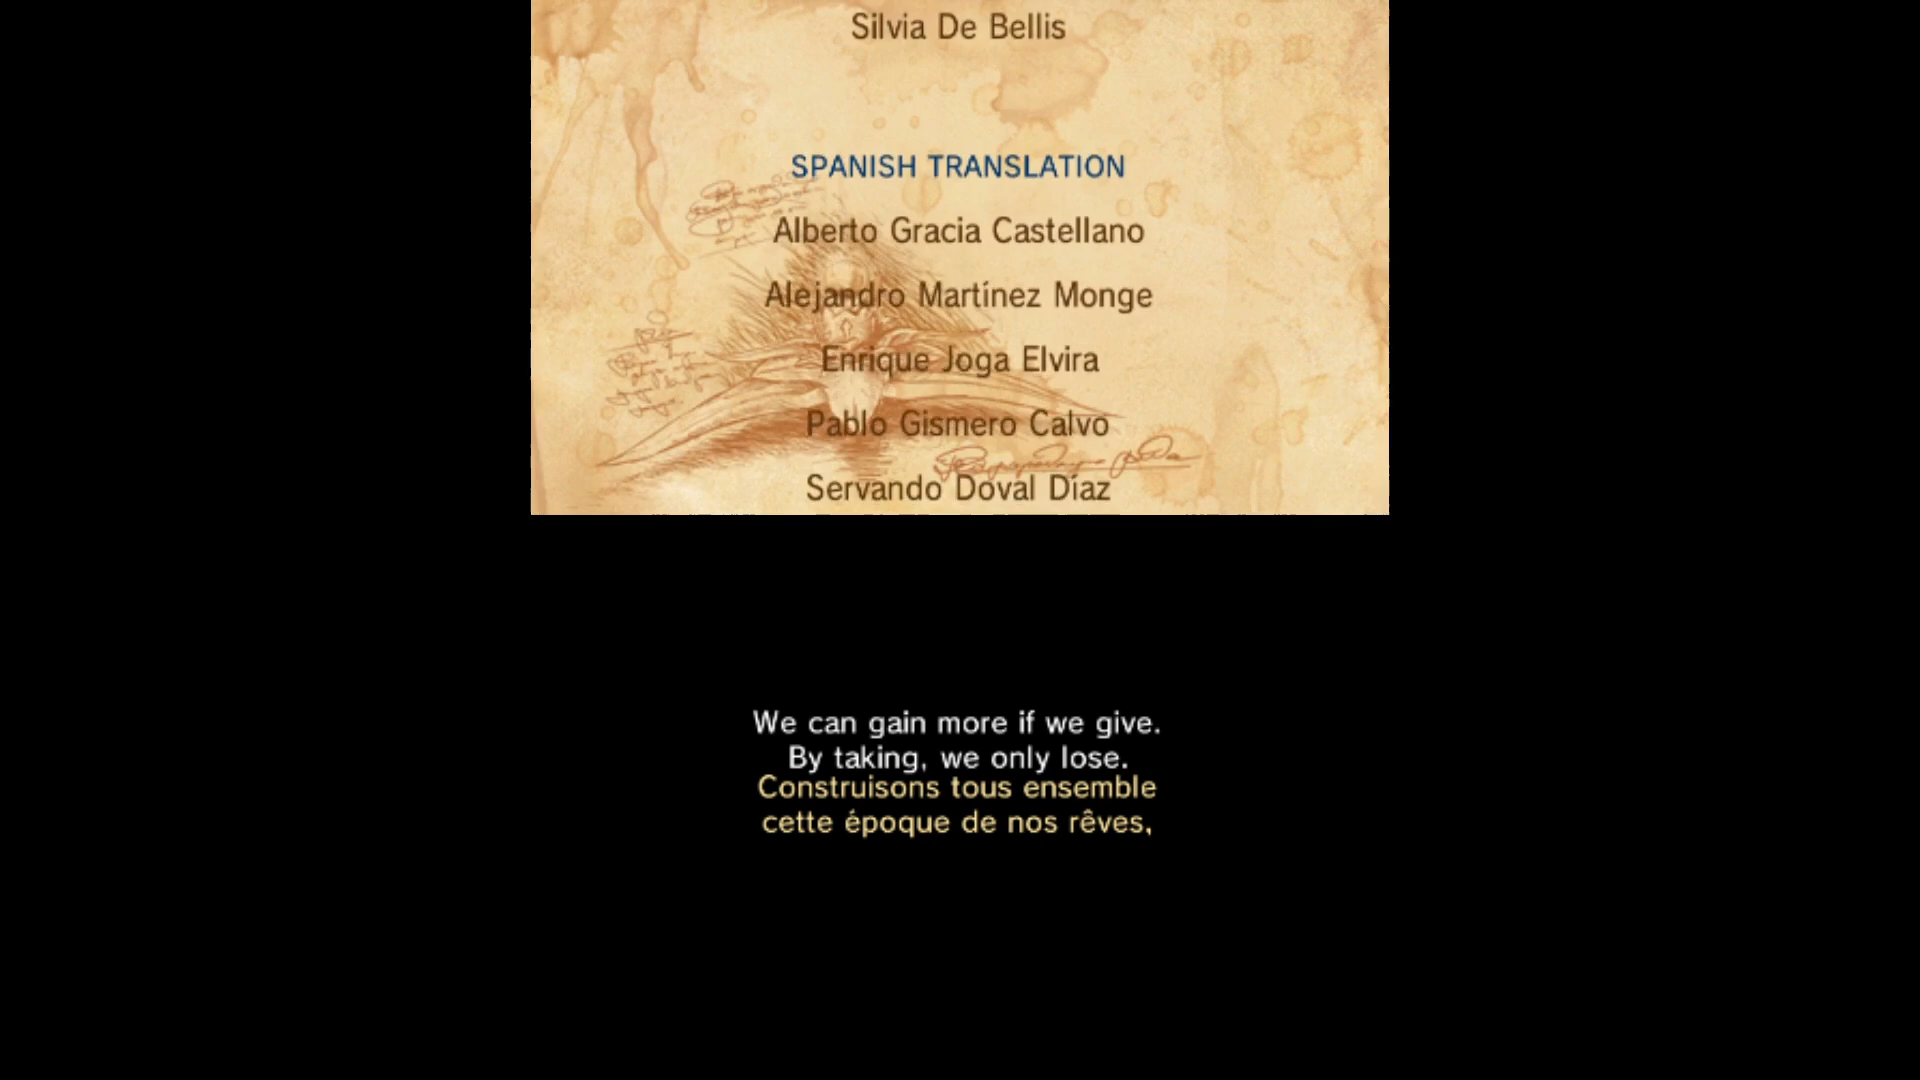 Silvia De Bellis
SPANISH TRANSLATION
Alberto Gracia Castellano
Alejandro Martínez Monge
Enrique Joga Elvira
Pablo Gismero Calvo
Servando Doval Díaz
We can gain more if we give.
By taking, we only lose.
Construisons tous ensemble
cette époque de nos rêves,